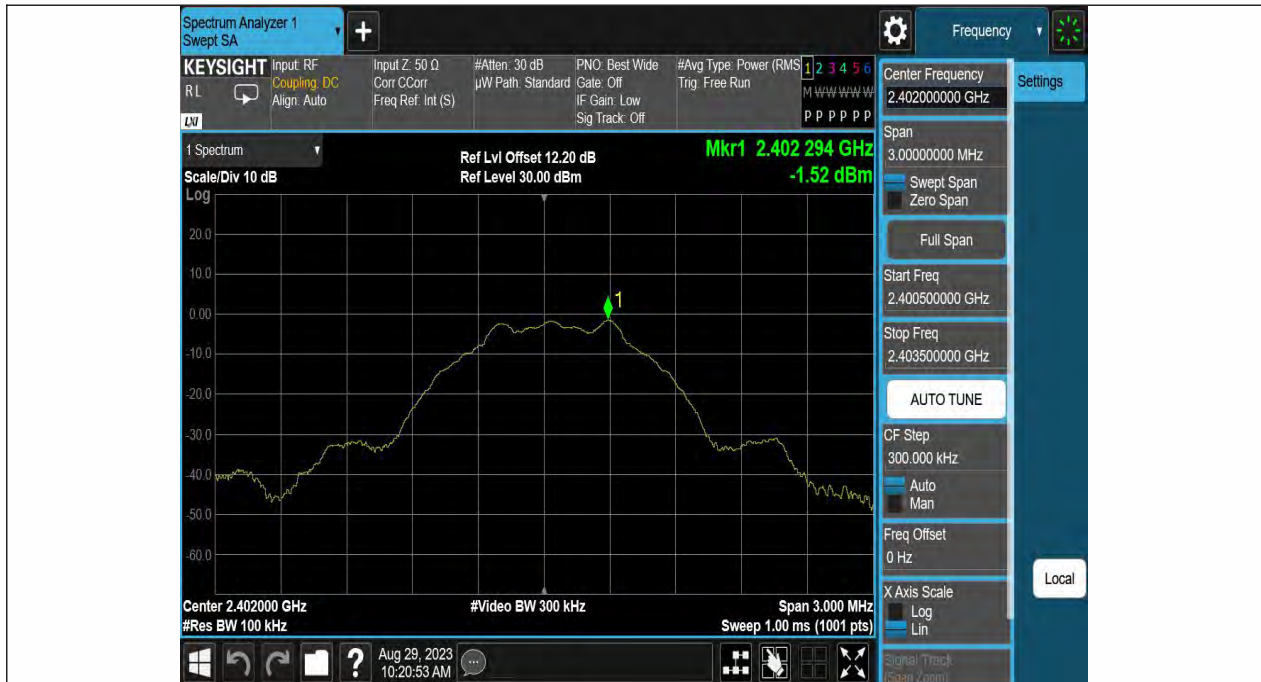 Spectrum Analyzer 1
Swept SA
+
Frequency
KEYSIGHT
R L
LXI
Input: RF
Coupling: DC
Align: Auto
Input Z: 50 Ω
Corr CCorr
Freq Ref: Int (S)
#Atten: 30 dB
µW Path: Standard
PNO: Best Wide
Gate: Off
IF Gain: Low
Sig Track: Off
#Avg Type: Power (RMS
Trig: Free Run
1 2 3 4 5 6
M W W W W W
P P P P P P
1 Spectrum
Scale/Div 10 dB
Log
Ref Lvl Offset 12.20 dB
Ref Level 30.00 dBm
Mkr1 2.402 294 GHz
-1.52 dBm
1
20.0
10.0
0.00
-10.0
-20.0
-30.0
-40.0
-50.0
-60.0
Center 2.402000 GHz
#Res BW 100 kHz
#Video BW 300 kHz
Span 3.000 MHz
Sweep 1.00 ms (1001 pts)
Center Frequency
2.402000000 GHz
Settings
Span
3.00000000 MHz
Swept Span
Zero Span
Full Span
Start Freq
2.400500000 GHz
Stop Freq
2.403500000 GHz
AUTO TUNE
CF Step
300.000 kHz
Auto
Man
Freq Offset
0 Hz
X Axis Scale
Log
Lin
Signal Track
(Span Zoom)
Local
?
Aug 29, 2023
10:20:53 AM